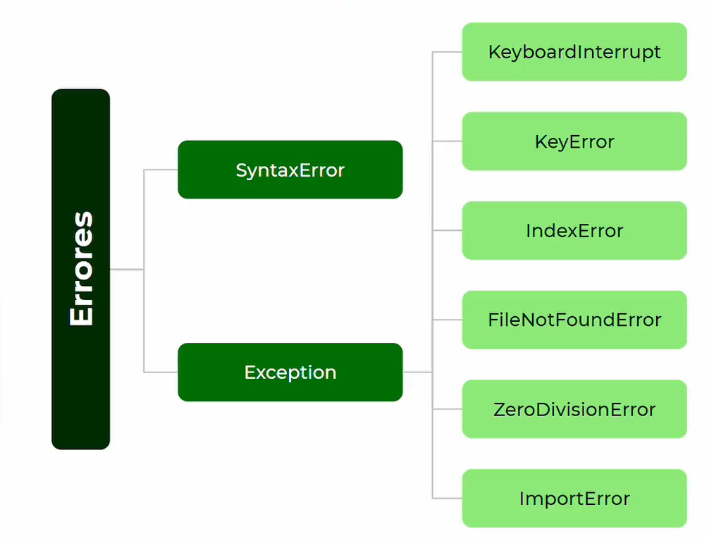 Errores
SyntaxError
Exception
KeyboardInterrupt
KeyError
IndexError
FileNotFoundError
ZeroDivisionError
ImportError